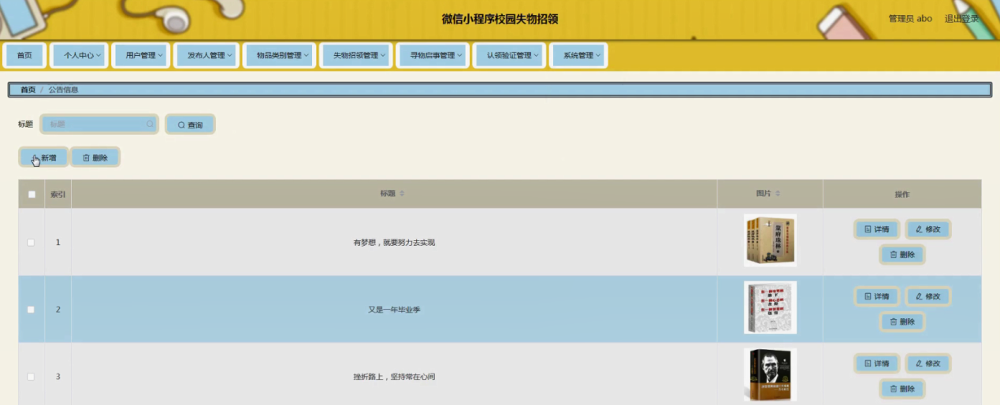 微信小程序校园失物招领
管理员 abo 退出登录
首页 个人中心 用户管理 发布人管理 物品类别管理 失物招领管理 寻物启事管理 认领验证管理 系统管理
首页 / 公告信息
标题 标题 查询
新增 删除
索引 标题 图片 操作
1 有梦想，就要努力去实现 详情 修改
删除
2 又是一年毕业季 详情 修改
删除
3 挫折路上，坚持常在心间 详情 修改
删除